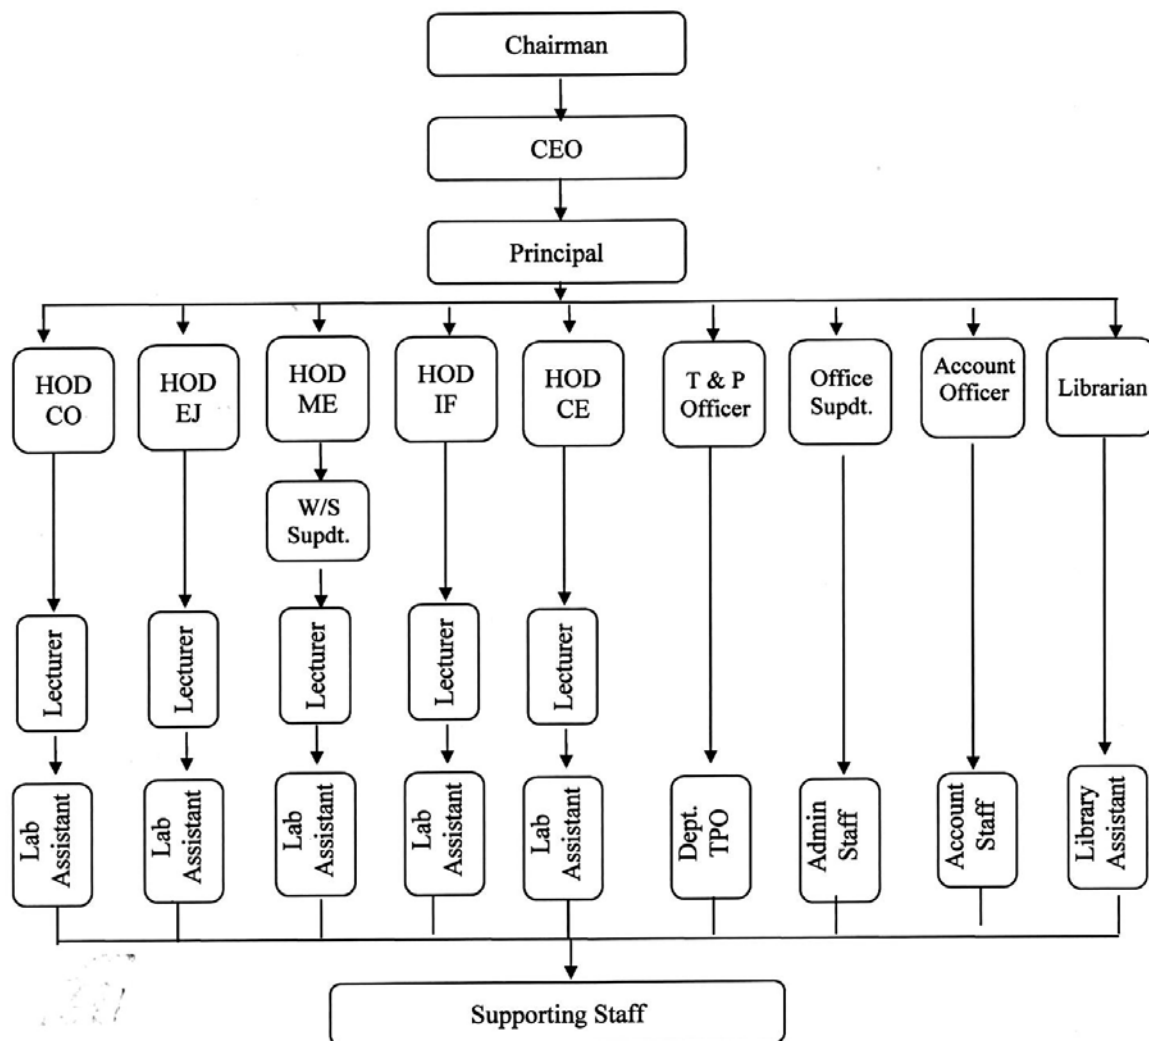 Chairman
CEO
Principal
HOD
CO
HOD
EJ
HOD
ME
HOD
IF
HOD
CE
T & P
Officer
Office
Supdt.
Account
Officer
Librarian
W/S
Supdt.
Lecturer
Lecturer
Lecturer
Lecturer
Lecturer
Lab
Assistant
Lab
Assistant
Lab
Assistant
Lab
Assistant
Lab
Assistant
Dept.
TPO
Admin
Staff
Account
Staff
Library
Assistant
Supporting Staff